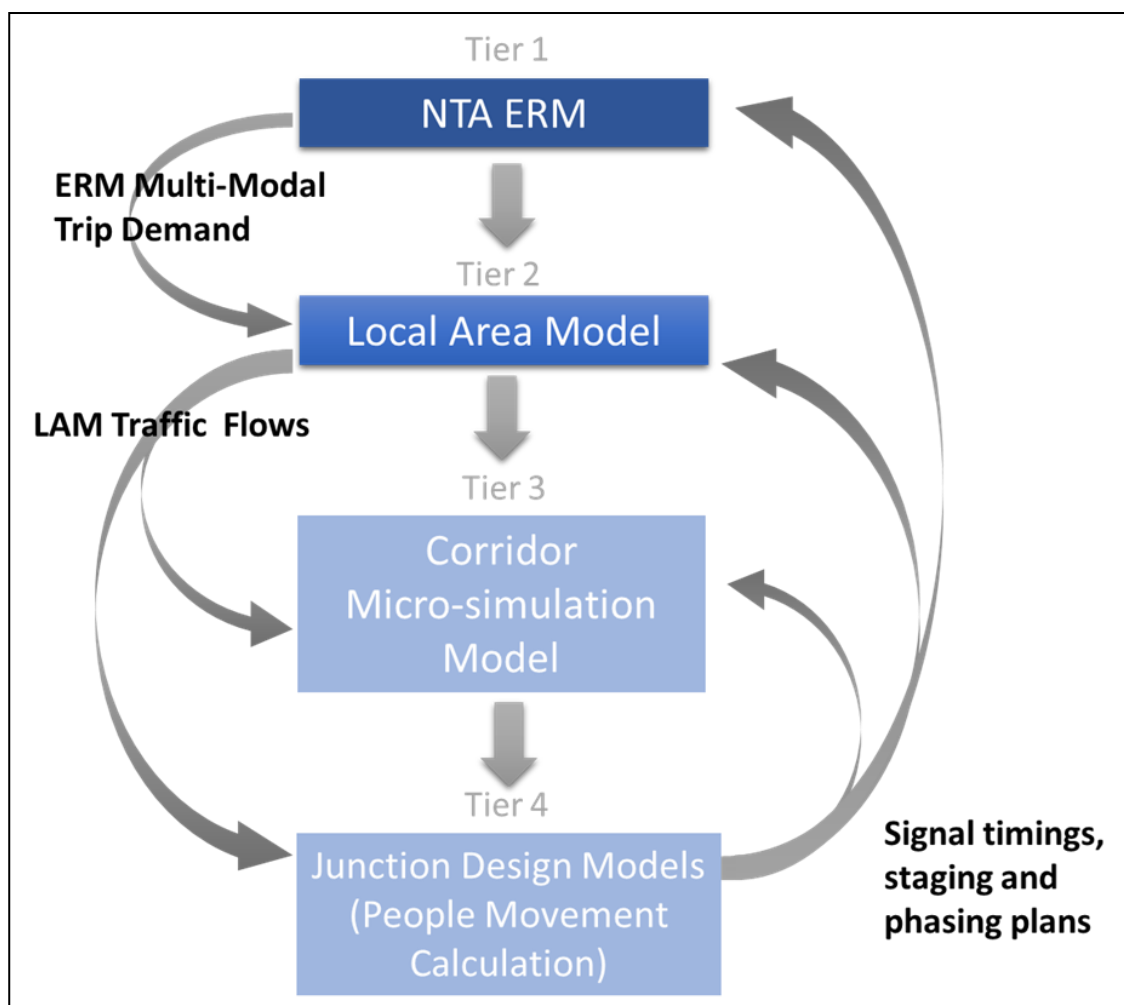 Tier 1
NTA ERM
ERM Multi-Modal
Trip Demand
Tier 2
Local Area Model
LAM Traffic  Flows
Tier 3
Corridor
Micro-simulation
Model
Tier 4
Junction Design Models
(People Movement
Calculation)
Signal timings,
staging and
phasing plans